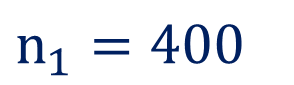 n₁ = 400